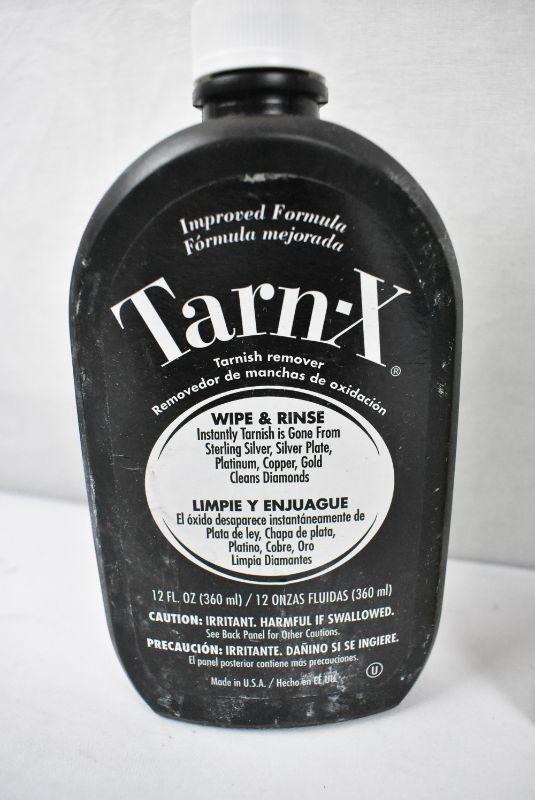 Improved Formula
Fórmula mejorada
Tarn-X®
Tarnish remover
Removedor de manchas de oxidación
WIPE & RINSE
Instantly Tarnish is Gone From
Sterling Silver, Silver Plate,
Platinum, Copper, Gold
Cleans Diamonds
LIMPIE Y ENJUAGUE
El óxido desaparece instantáneamente de
Plata de ley, Chapa de plata,
Platino, Cobre, Oro
Limpia Diamantes
12 FL. OZ (360 ml) / 12 ONZAS FLUIDAS (360 ml)
CAUTION: IRRITANT. HARMFUL IF SWALLOWED.
See Back Panel for Other Cautions.
PRECAUCIÓN: IRRITANTE. DAÑINO SI SE INGIERE.
El panel posterior contiene más precauciones.
Made in U.S.A. / Hecho en EE.UU.
U